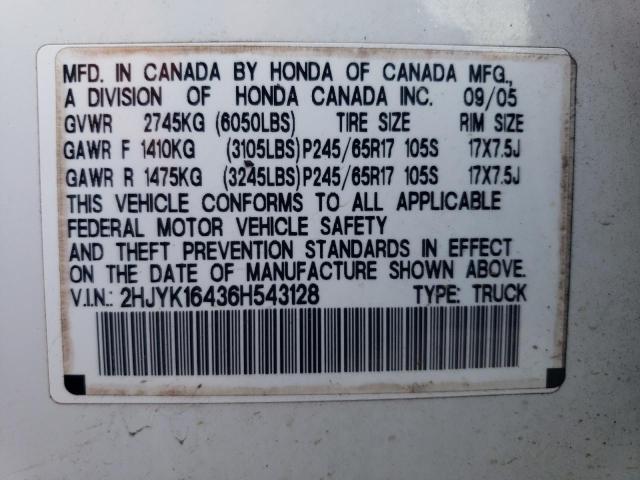 MFD. IN CANADA BY HONDA OF CANADA MFG.,
A DIVISION OF HONDA CANADA INC. 09/05
GVWR 2745KG (6050LBS) TIRE SIZE RIM SIZE
GAWR F 1410KG (3105LBS) P245/65R17 105S 17X7.5J
GAWR R 1475KG (3245LBS) P245/65R17 105S 17X7.5J
THIS VEHICLE CONFORMS TO ALL APPLICABLE
FEDERAL MOTOR VEHICLE SAFETY
AND THEFT PREVENTION STANDARDS IN EFFECT
ON THE DATE OF MANUFACTURE SHOWN ABOVE.
V.I.N.: 2HJYK16436H543128 TYPE: TRUCK